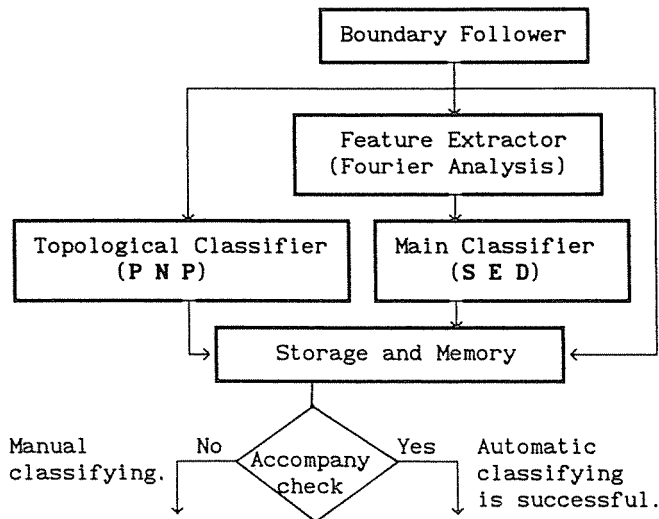 Boundary Follower
Feature Extractor
(Fourier Analysis)
Topological Classifier
(P N P)
Main Classifier
(S E D)
Storage and Memory
Manual
classifying.
No
Accompany
check
Yes
Automatic
classifying
is successful.